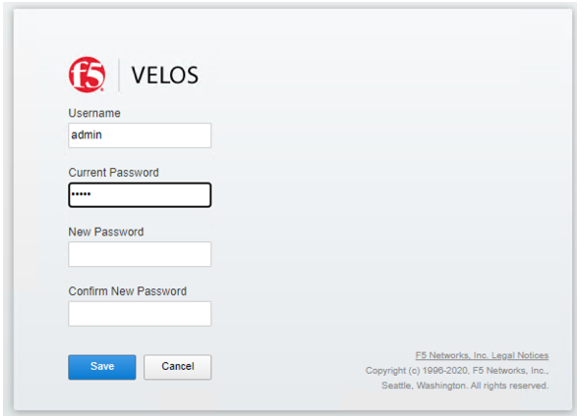 f5 VELOS
Username
admin
Current Password
•••••
New Password
Confirm New Password
Save Cancel
F5 Networks, Inc. Legal Notices
Copyright (c) 1996-2020, F5 Networks, Inc.,
Seattle, Washington. All rights reserved.